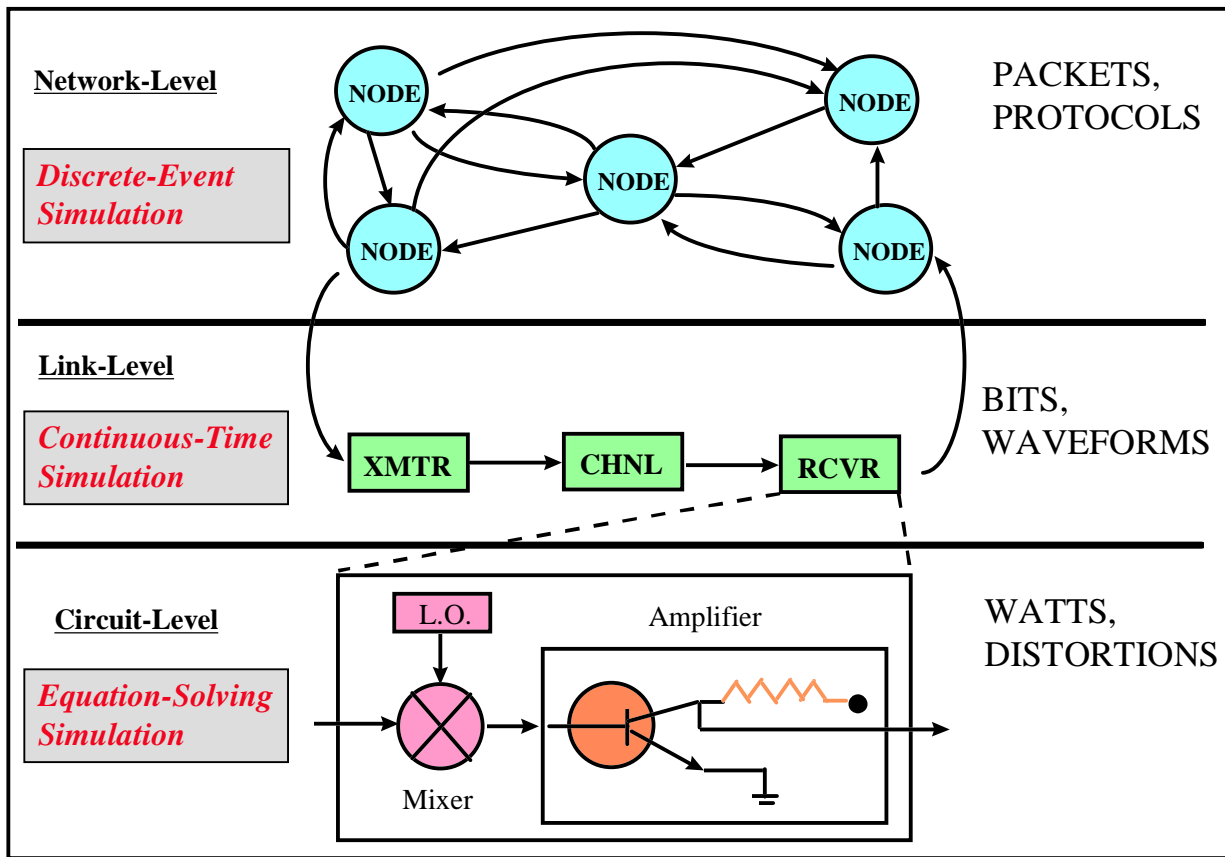 Network-Level
PACKETS,
PROTOCOLS
Discrete-Event
Simulation
NODE
NODE
NODE
NODE
NODE
Link-Level
BITS,
WAVEFORMS
Continuous-Time
Simulation
XMTR
CHNL
RCVR
Circuit-Level
WATTS,
DISTORTIONS
Equation-Solving
Simulation
L.O.
Amplifier
Mixer